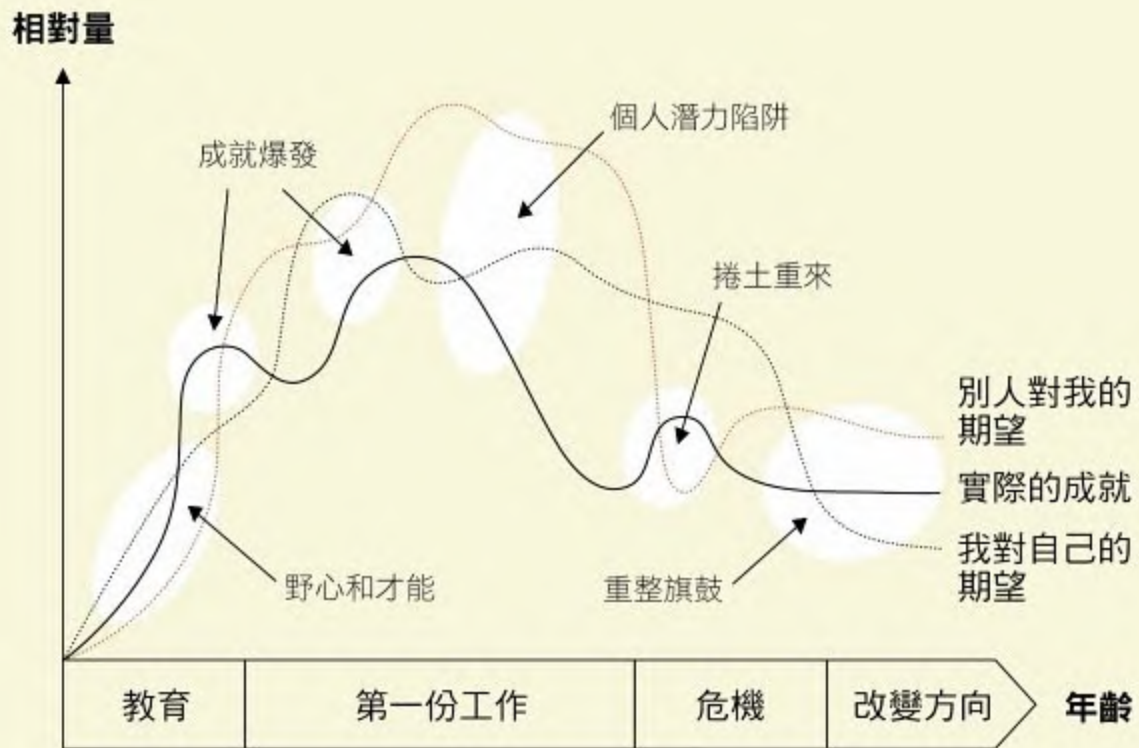 相對量
個人潛力陷阱
成就爆發
捲土重來
別人對我的
期望
實際的成就
我對自己的
期望
野心和才能
重整旗鼓
教育
第一份工作
危機
改變方向
年齡